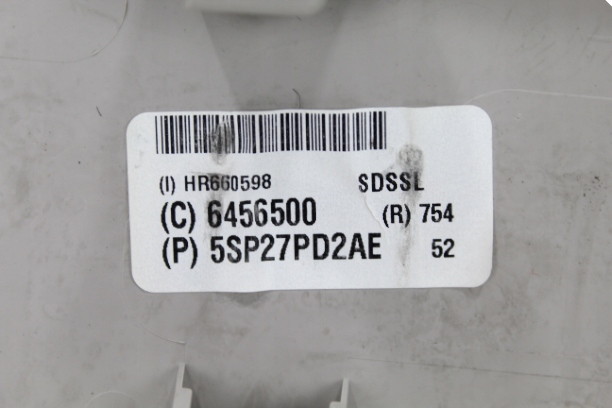 (I) HR660598 SDSSL
(C) 6456500 (R) 754
(P) 5SP27PD2AE 52